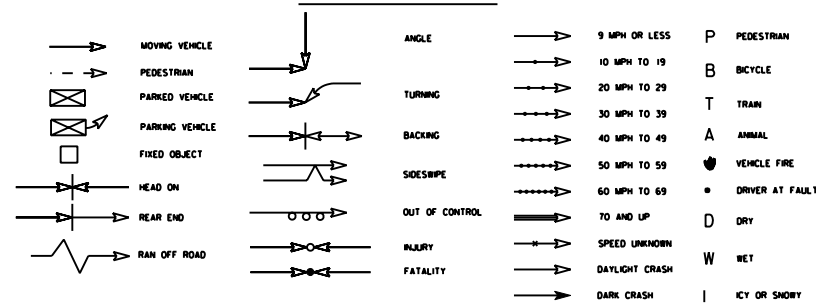 MOVING VEHICLE
PEDESTRIAN
PARKED VEHICLE
PARKING VEHICLE
FIXED OBJECT
HEAD ON
REAR END
RAN OFF ROAD
ANGLE
TURNING
BACKING
SIDESWIPE
OUT OF CONTROL
INJURY
FATALITY
9 MPH OR LESS
10 MPH TO 19
20 MPH TO 29
30 MPH TO 39
40 MPH TO 49
50 MPH TO 59
60 MPH TO 69
70 AND UP
SPEED UNKNOWN
DAYLIGHT CRASH
DARK CRASH
P PEDESTRIAN
B BICYCLE
T TRAIN
A ANIMAL
VEHICLE FIRE
DRIVER AT FAULT
D DRY
W WET
I ICY OR SNOWY